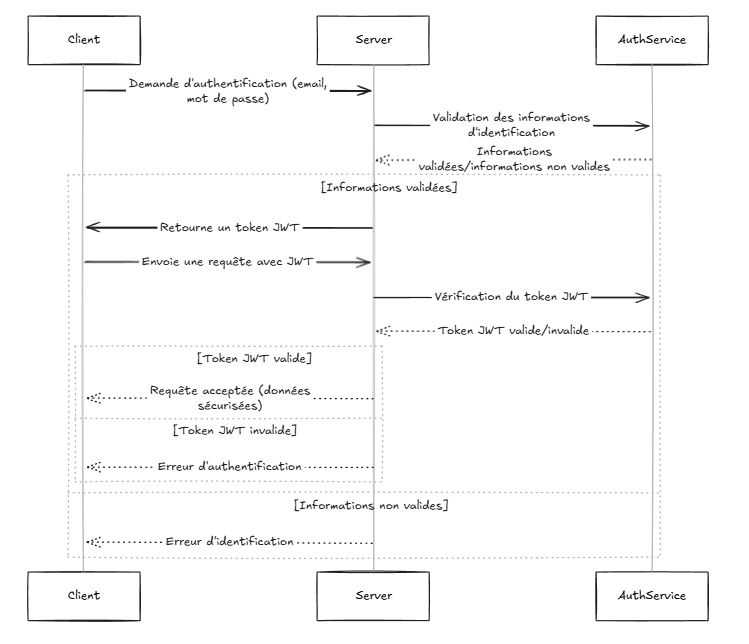 Client
Server
AuthService
Demande d'authentification (email,
mot de passe)
Validation des informations
d'identification
Informations
validées/informations non valides
[Informations validées]
Retourne un token JWT
Envoie une requête avec JWT
Vérification du token JWT
Token JWT valide/invalide
[Token JWT valide]
Requête acceptée (données
sécurisées)
[Token JWT invalide]
Erreur d'authentification
[Informations non valides]
Erreur d'identification
Client
Server
AuthService